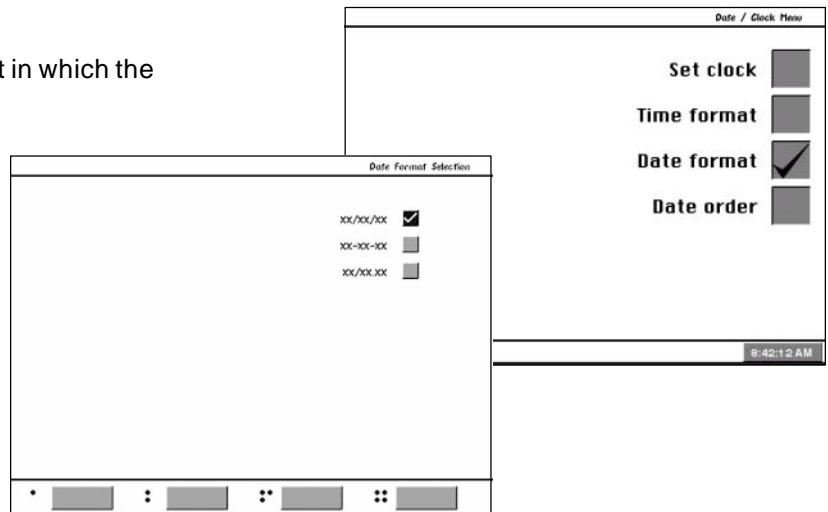 t in which the
Date / Clock Menu
Set clock
Time format
Date format
Date order
8:42:12 AM
Date Format Selection
xx/xx/xx
xx-xx-xx
xx/xx.xx